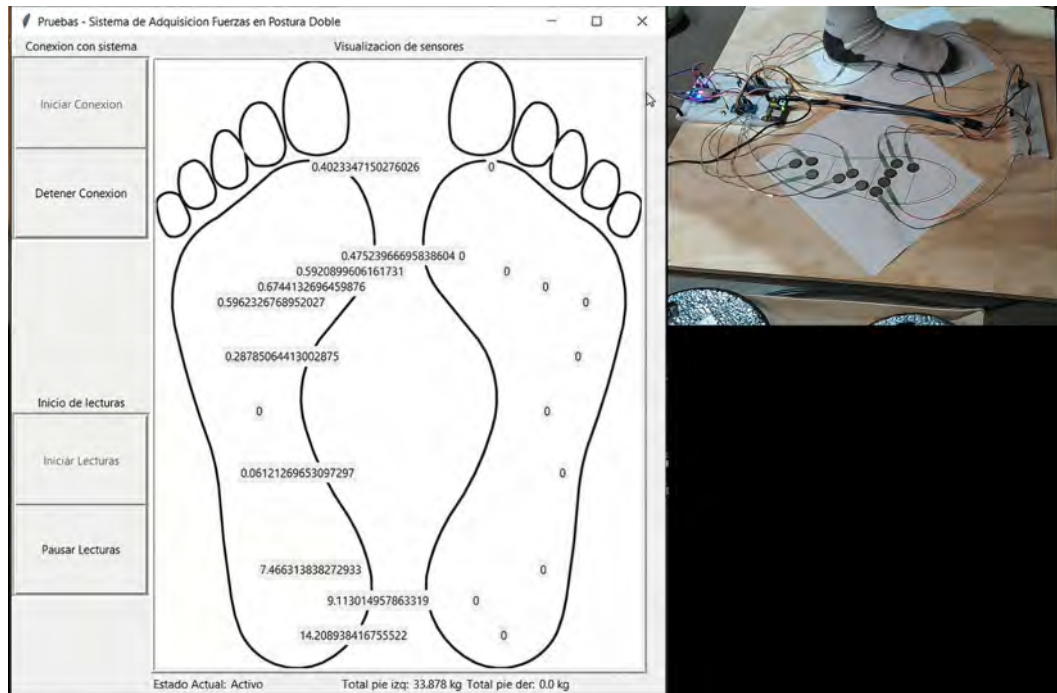 Pruebas - Sistema de Adquisicion Fuerzas en Postura Doble
Conexion con sistema
Visualizacion de sensores
Iniciar Conexion
Detener Conexion
Inicio de lecturas
Iniciar Lecturas
Pausar Lecturas
0.4023347150276026 0
0.47523966695838604 0
0.5920899606161731 0
0.6744132696459876 0
0.5962326768952027 0
0.28785064413002875 0
0 0
0.06121269653097297 0
7.466313838272933 0
9.113014957863319 0
14.208938416755522 0
Estado Actual: Activo
Total pie izq: 33.878 kg Total pie der: 0.0 kg